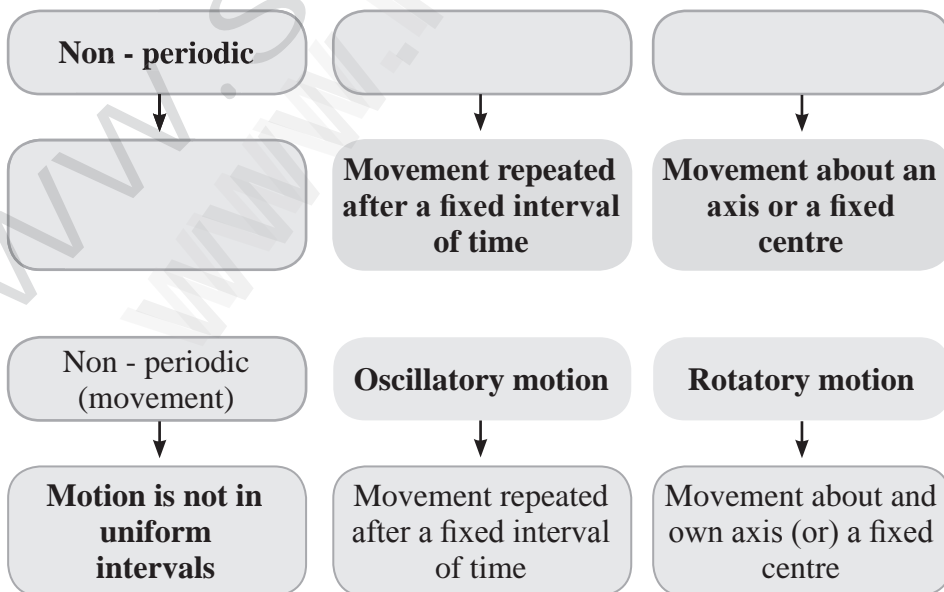 Non - periodic
Movement repeated
after a fixed interval
of time
Movement about an
axis or a fixed
centre
Non - periodic
(movement)
Oscillatory motion
Rotatory motion
Motion is not in
uniform
intervals
Movement repeated
after a fixed interval
of time
Movement about and
own axis (or) a fixed
centre